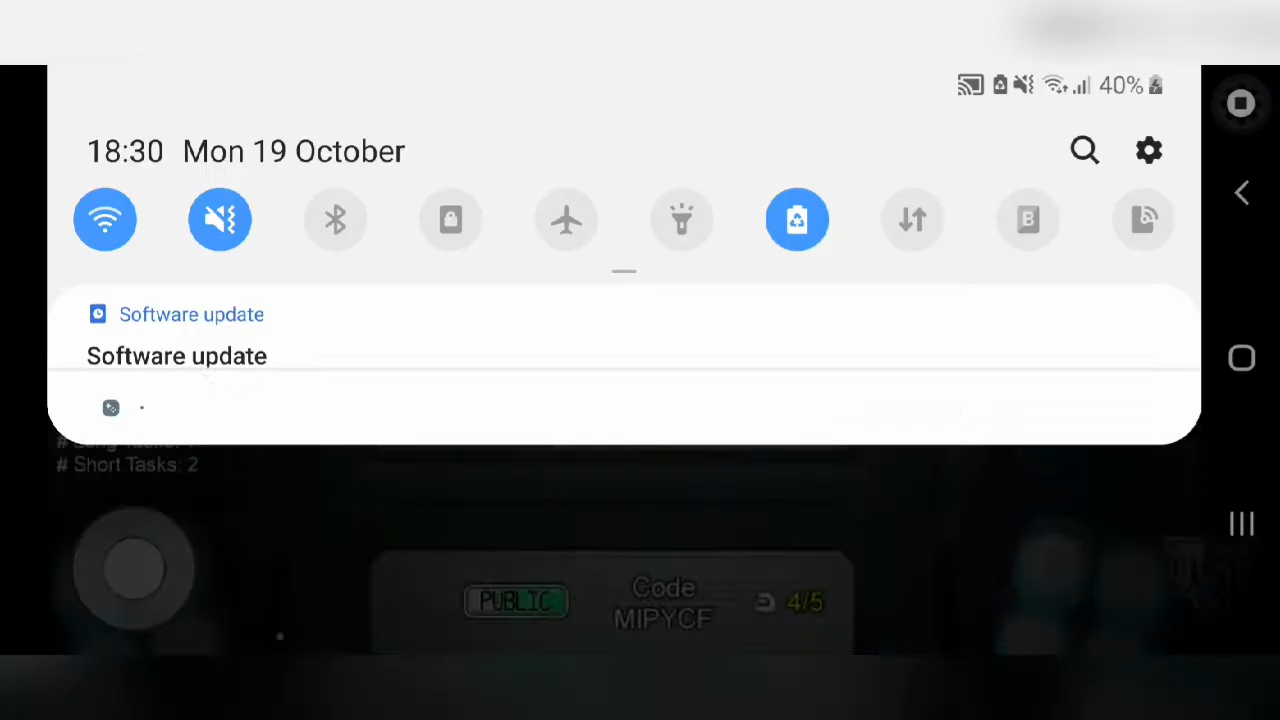 40%
18:30 Mon 19 October
B
Software update
Software update
# Short Tasks: 2
Code
PUBLIC
MIPYCF
4/5